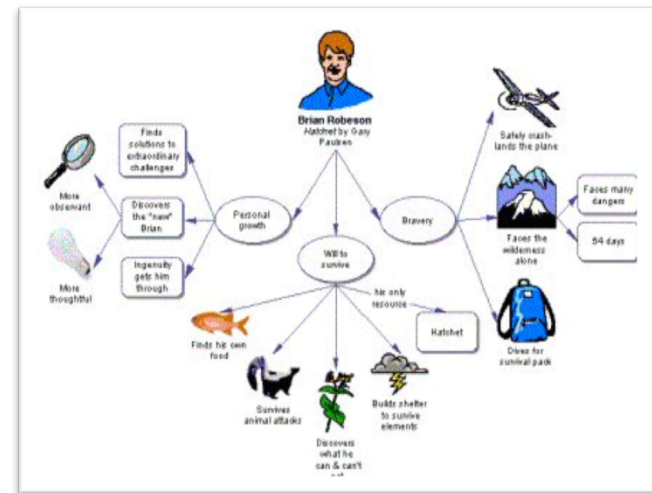 Brian Robeson
Hatchet by Gary
Paulsen
Finds
solutions to
extraordinary
challenges
More
observant
Discovers
the "new"
Brian
Personal
growth
More
thoughtful
Ingenuity
gets him
through
Will to
survive
Finds his own
food
Survives
animal attacks
Discovers
what he
can & can't
Builds shelter
to survive
elements
his only
resource
Hatchet
Bravery
Safely crash-
lands the plane
Faces the
wilderness
alone
Faces many
dangers
54 days
Dives for
survival pack